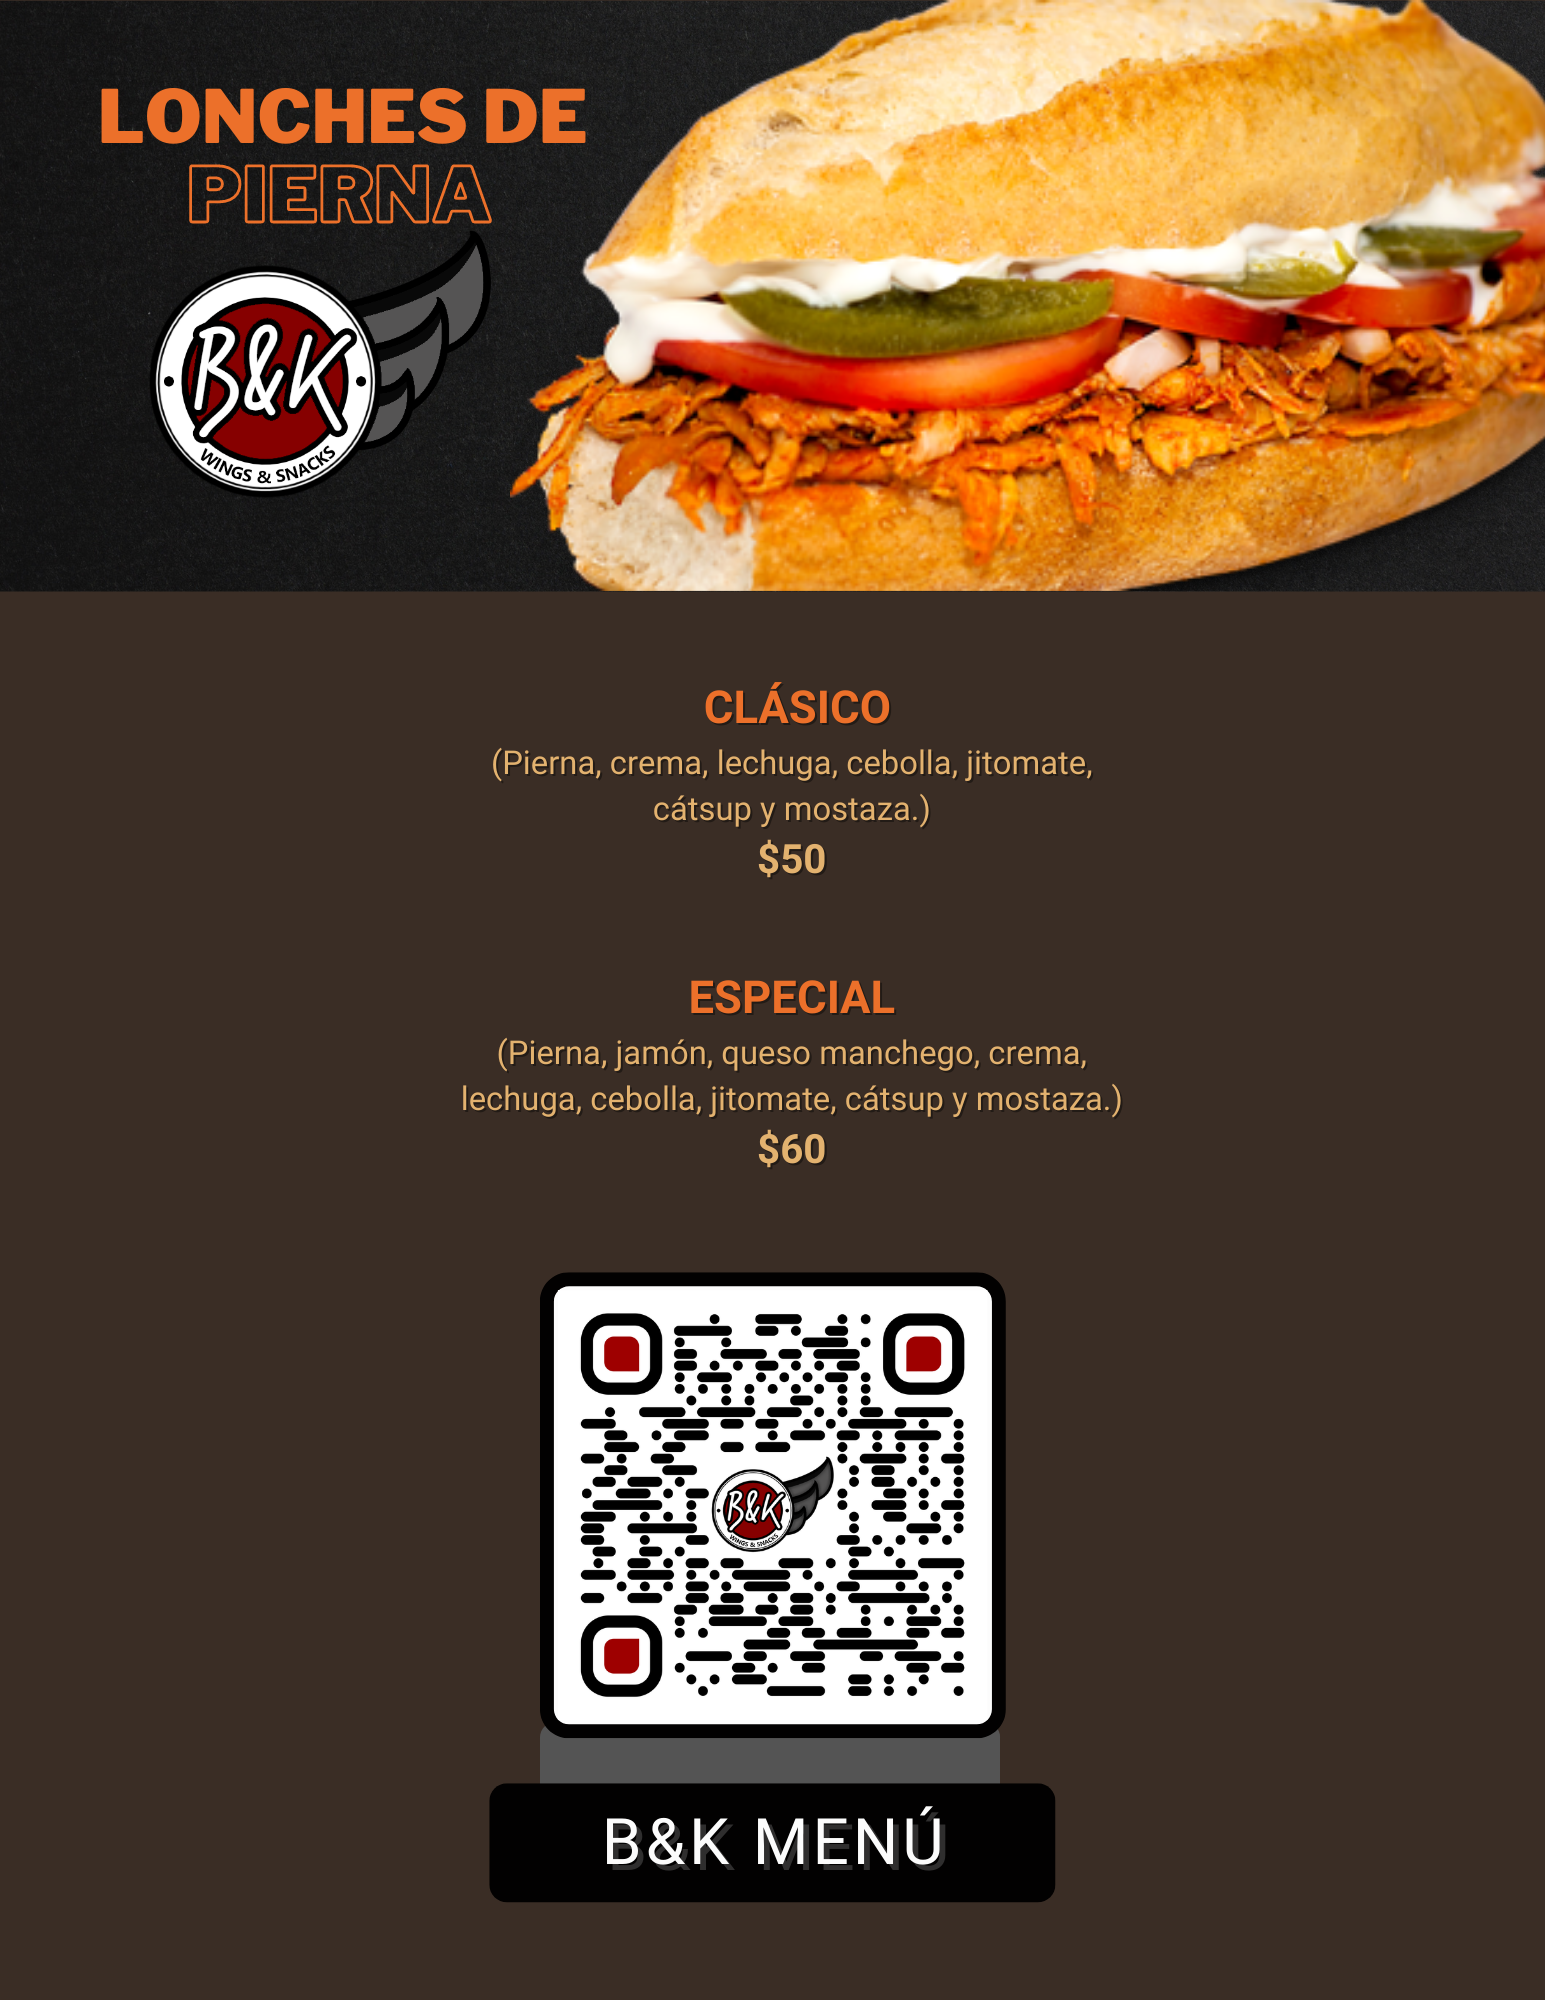 LONCHES DE
PIERNA
B&K
WINGS & SNACKS
CLÁSICO
(Pierna, crema, lechuga, cebolla, jitomate,
cátsup y mostaza.)
$50
ESPECIAL
(Pierna, jamón, queso manchego, crema,
lechuga, cebolla, jitomate, cátsup y mostaza.)
$60
B&K
WINGS & SNACKS
B&K MENÚ